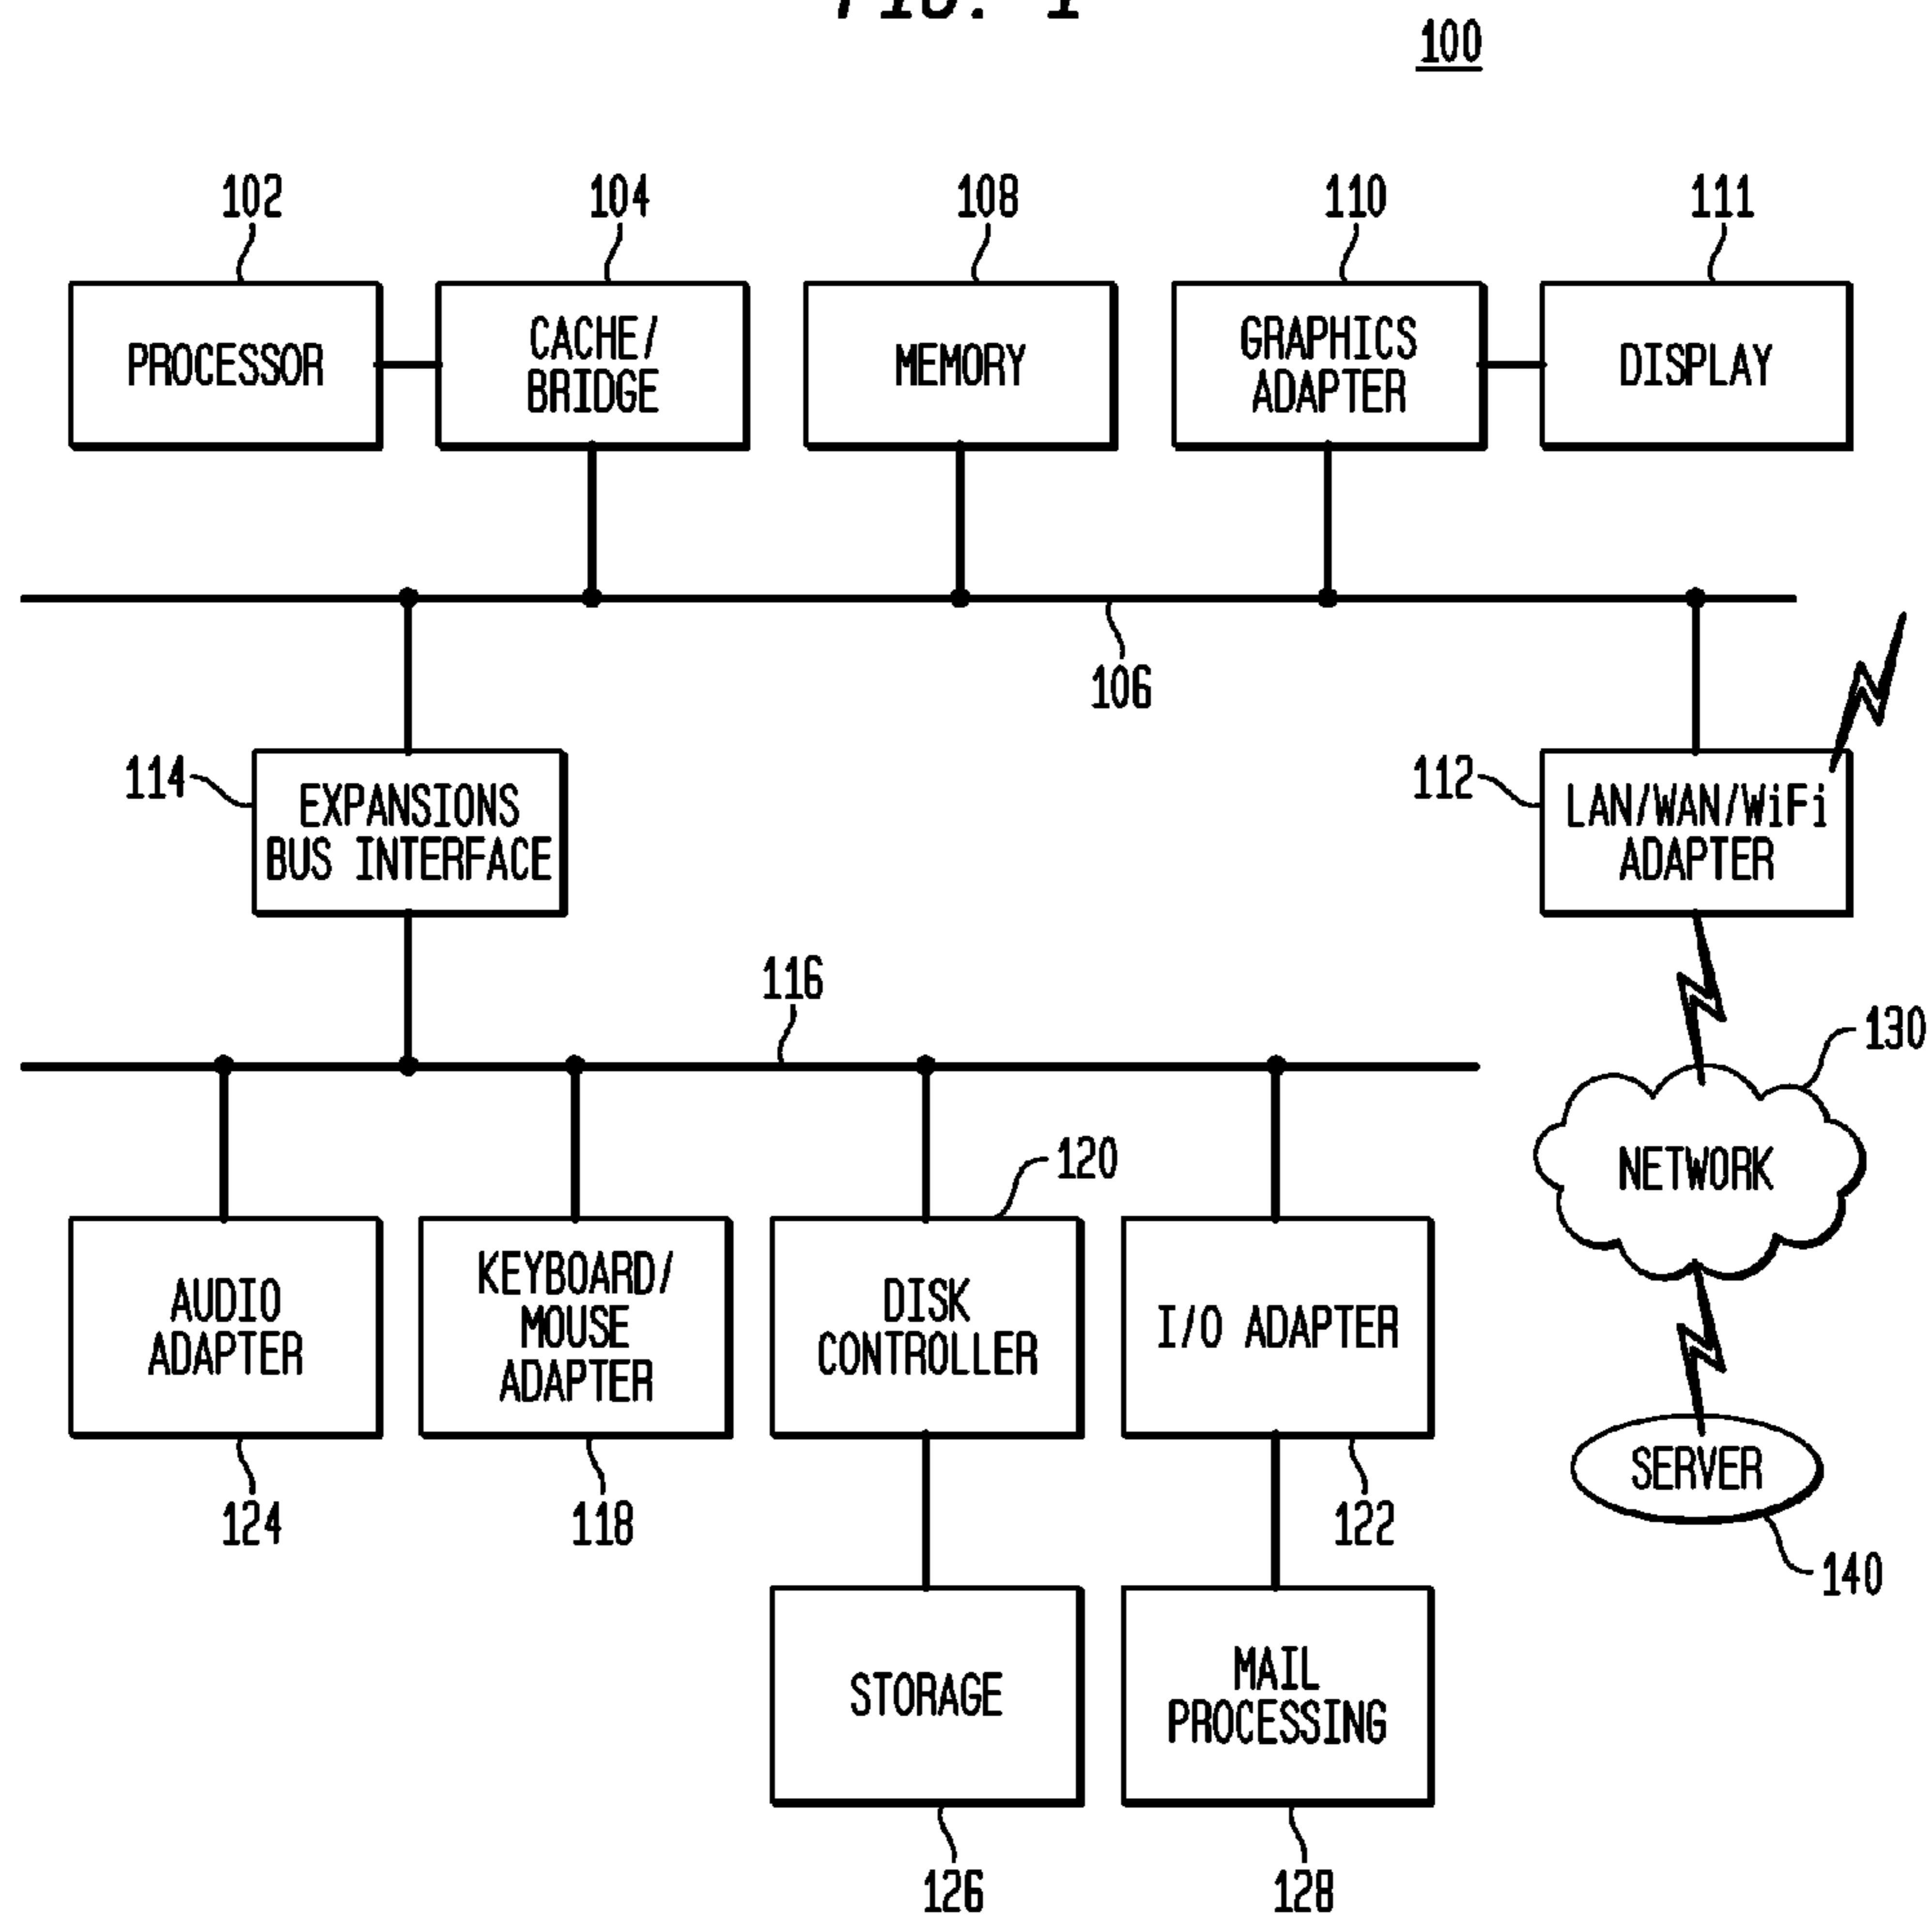 FIG. 1
100
102
104
108
110
111
PROCESSOR
CACHE/
BRIDGE
MEMORY
GRAPHICS
ADAPTER
DISPLAY
106
114
EXPANSIONS
BUS INTERFACE
112
LAN/WAN/WiFi
ADAPTER
116
130
NETWORK
120
AUDIO
ADAPTER
KEYBOARD/
MOUSE
ADAPTER
DISK
CONTROLLER
I/O ADAPTER
SERVER
124
118
122
140
STORAGE
MAIL
PROCESSING
126
128